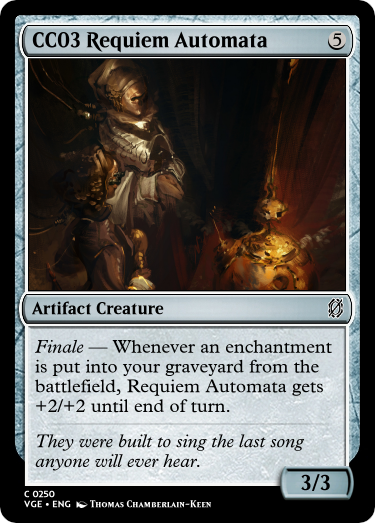 CC03 Requiem Automata 5
Artifact Creature
Finale — Whenever an enchantment
is put into your graveyard from the
battlefield, Requiem Automata gets
+2/+2 until end of turn.
They were built to sing the last song
anyone will ever hear.
3/3
C 0250
VGE • ENG Thomas Chamberlain-Keen